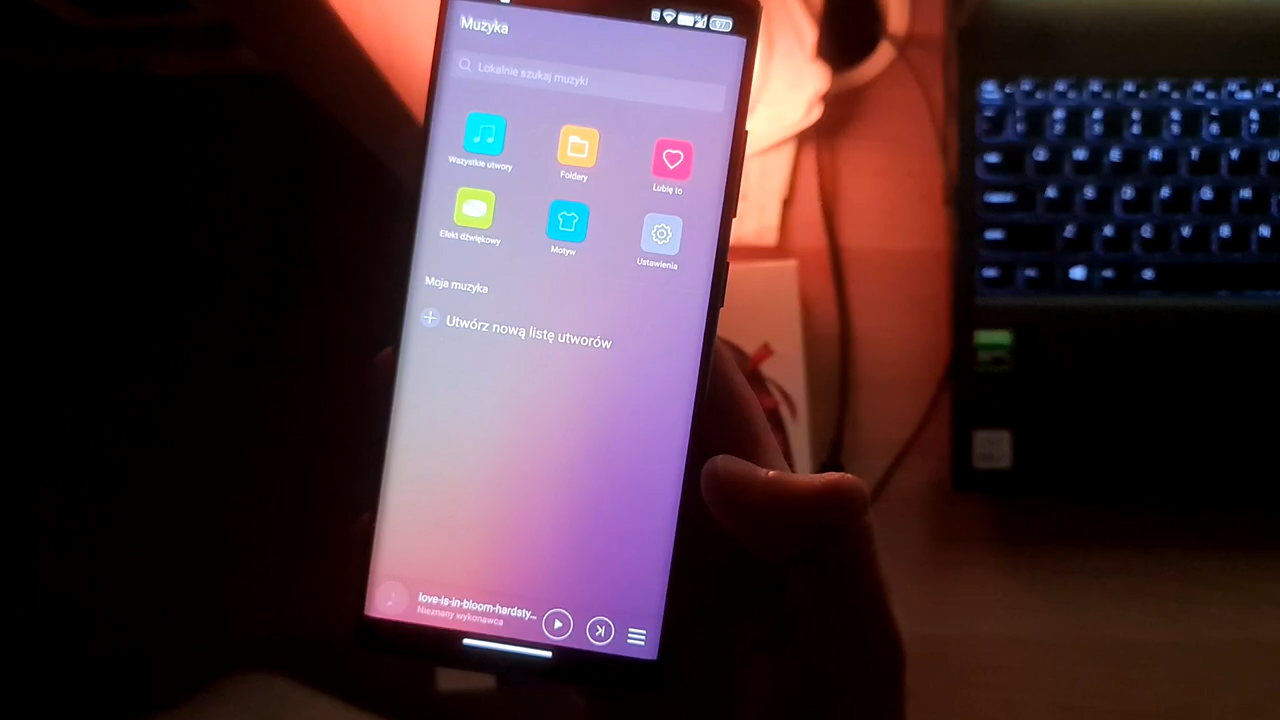 97
Muzyka
Lokalnie szukaj muzyki
Wszystkie utwory
Foldery
Lubię to
Efekt dźwiękowy
Motyw
Ustawienia
Moja muzyka
Utwórz nową listę utworów
love-is-in-bloom-hardsty...
Nieznany wykonawca